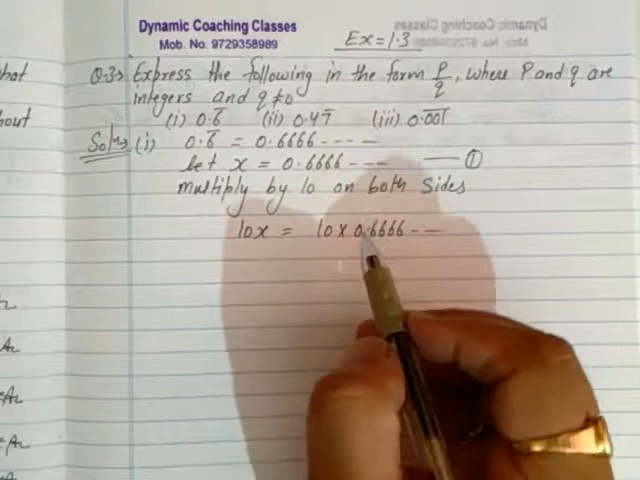 Dynamic Coaching Classes
Mob. No. 9729358989
Ex = 1.3
Q.3 Express the following in the form P/q, where P and q are
integers and q ≠ 0
(i) 0.6̅ (ii) 0.47̅ (iii) 0.0̅0̅1̅
Soln (i) 0.6̅ = 0.6666 - - - -
let x = 0.6666 - - - — ①
multiply by 10 on both sides
10x = 10 x 0.6666 - -